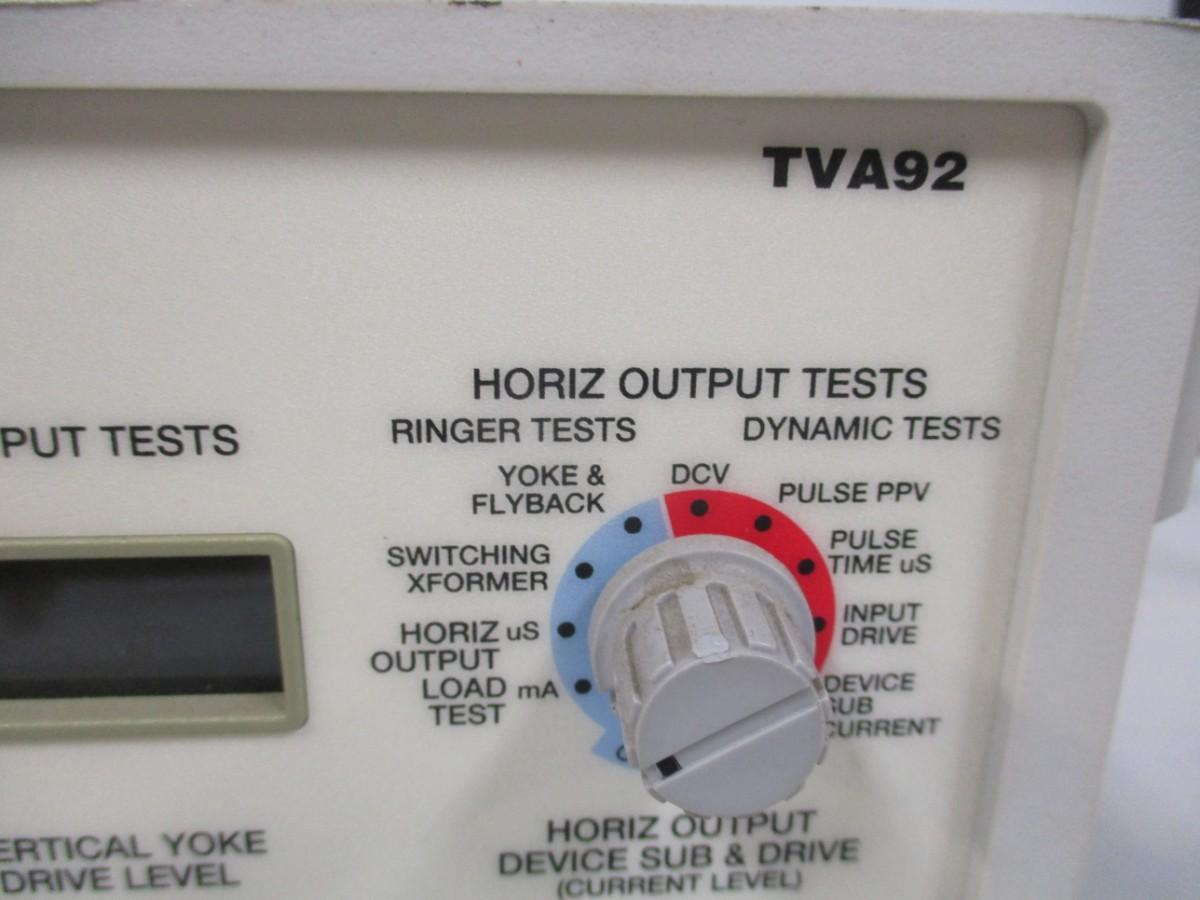 TVA92
HORIZ OUTPUT TESTS
RINGER TESTS
DYNAMIC TESTS
PUT TESTS
YOKE &
FLYBACK
DCV
PULSE PPV
SWITCHING
XFORMER
PULSE
TIME uS
HORIZ uS
OUTPUT
LOAD mA
TEST
INPUT
DRIVE
DEVICE
SUB
CURRENT
ERTICAL YOKE
DRIVE LEVEL
HORIZ OUTPUT
DEVICE SUB & DRIVE
(CURRENT LEVEL)